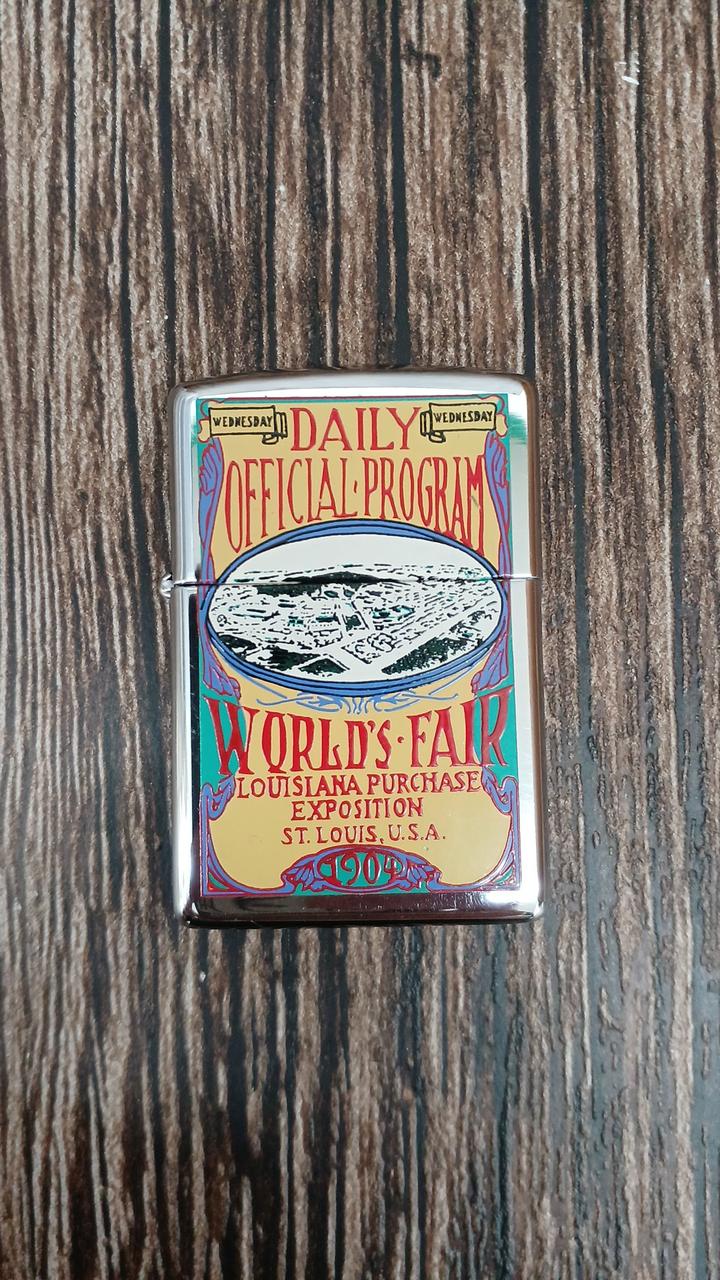 WEDNESDAY DAILY WEDNESDAY
OFFICIAL·PROGRAM
WORLD'S·FAIR
LOUISIANA PURCHASE
EXPOSITION
ST. LOUIS, U.S.A.
1904